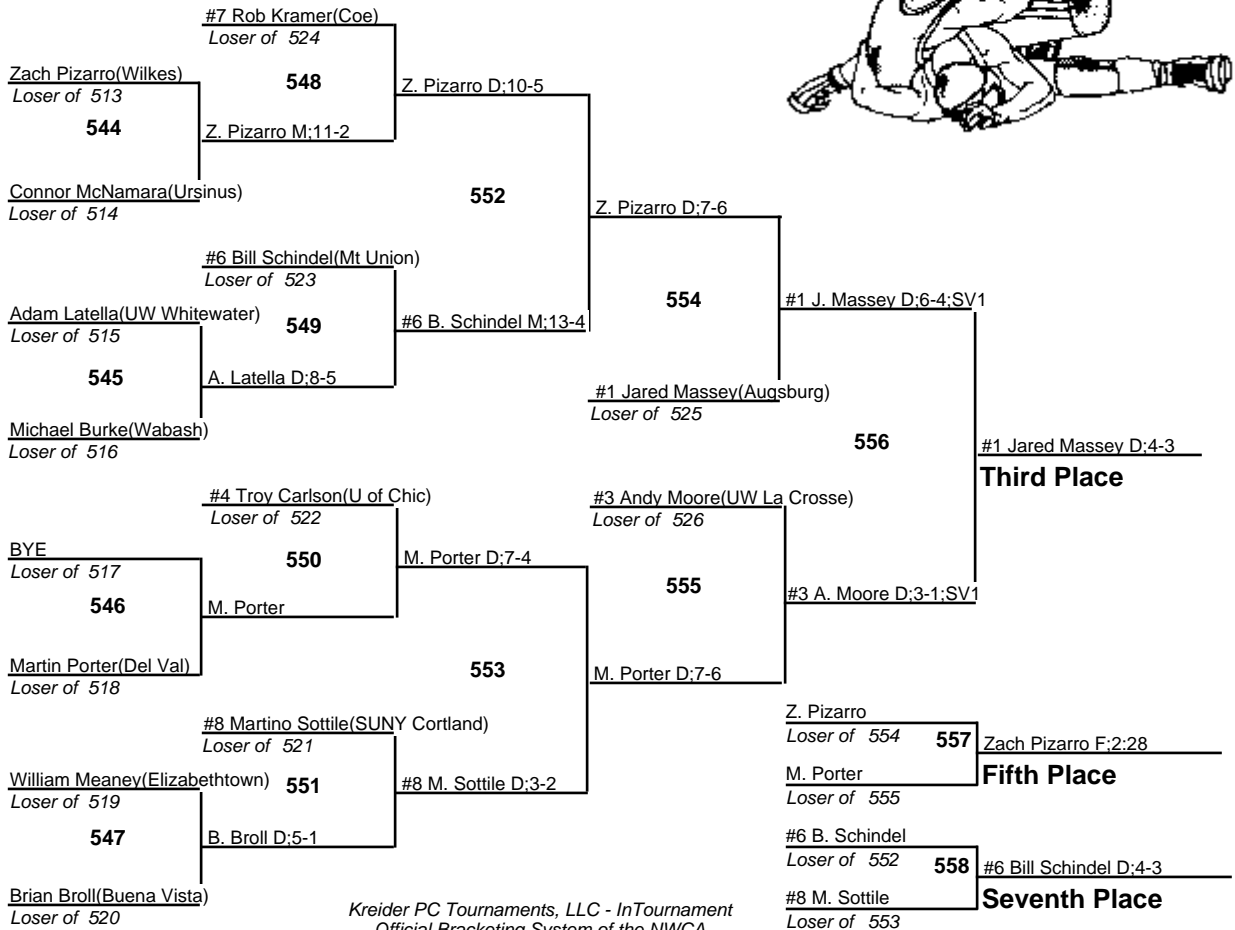 #7 Rob Kramer(Coe)
Loser of 524
Zach Pizarro(Wilkes)
Loser of 513
548
Z. Pizarro D;10-5
544
Z. Pizarro M;11-2
Connor McNamara(Ursinus)
Loser of 514
552
Z. Pizarro D;7-6
#6 Bill Schindel(Mt Union)
Loser of 523
Adam Latella(UW Whitewater)
Loser of 515
549
#6 B. Schindel M;13-4
554
#1 J. Massey D;6-4;SV1
545
A. Latella D;8-5
#1 Jared Massey(Augsburg)
Loser of 525
Michael Burke(Wabash)
Loser of 516
556
#1 Jared Massey D;4-3
Third Place
#4 Troy Carlson(U of Chic)
Loser of 522
#3 Andy Moore(UW La Crosse)
Loser of 526
BYE
Loser of 517
550
M. Porter D;7-4
555
#3 A. Moore D;3-1;SV1
546
M. Porter
Martin Porter(Del Val)
Loser of 518
553
M. Porter D;7-6
#8 Martino Sottile(SUNY Cortland)
Loser of 521
Z. Pizarro
Loser of 554
557
Zach Pizarro F;2:28
Fifth Place
M. Porter
Loser of 555
William Meaney(Elizabethtown)
Loser of 519
551
#8 M. Sottile D;3-2
547
B. Broll D;5-1
#6 B. Schindel
Loser of 552
558
#6 Bill Schindel D;4-3
Seventh Place
#8 M. Sottile
Loser of 553
Brian Broll(Buena Vista)
Loser of 520
Kreider PC Tournaments, LLC - InTournament
Official Bracketing System of the NWCA